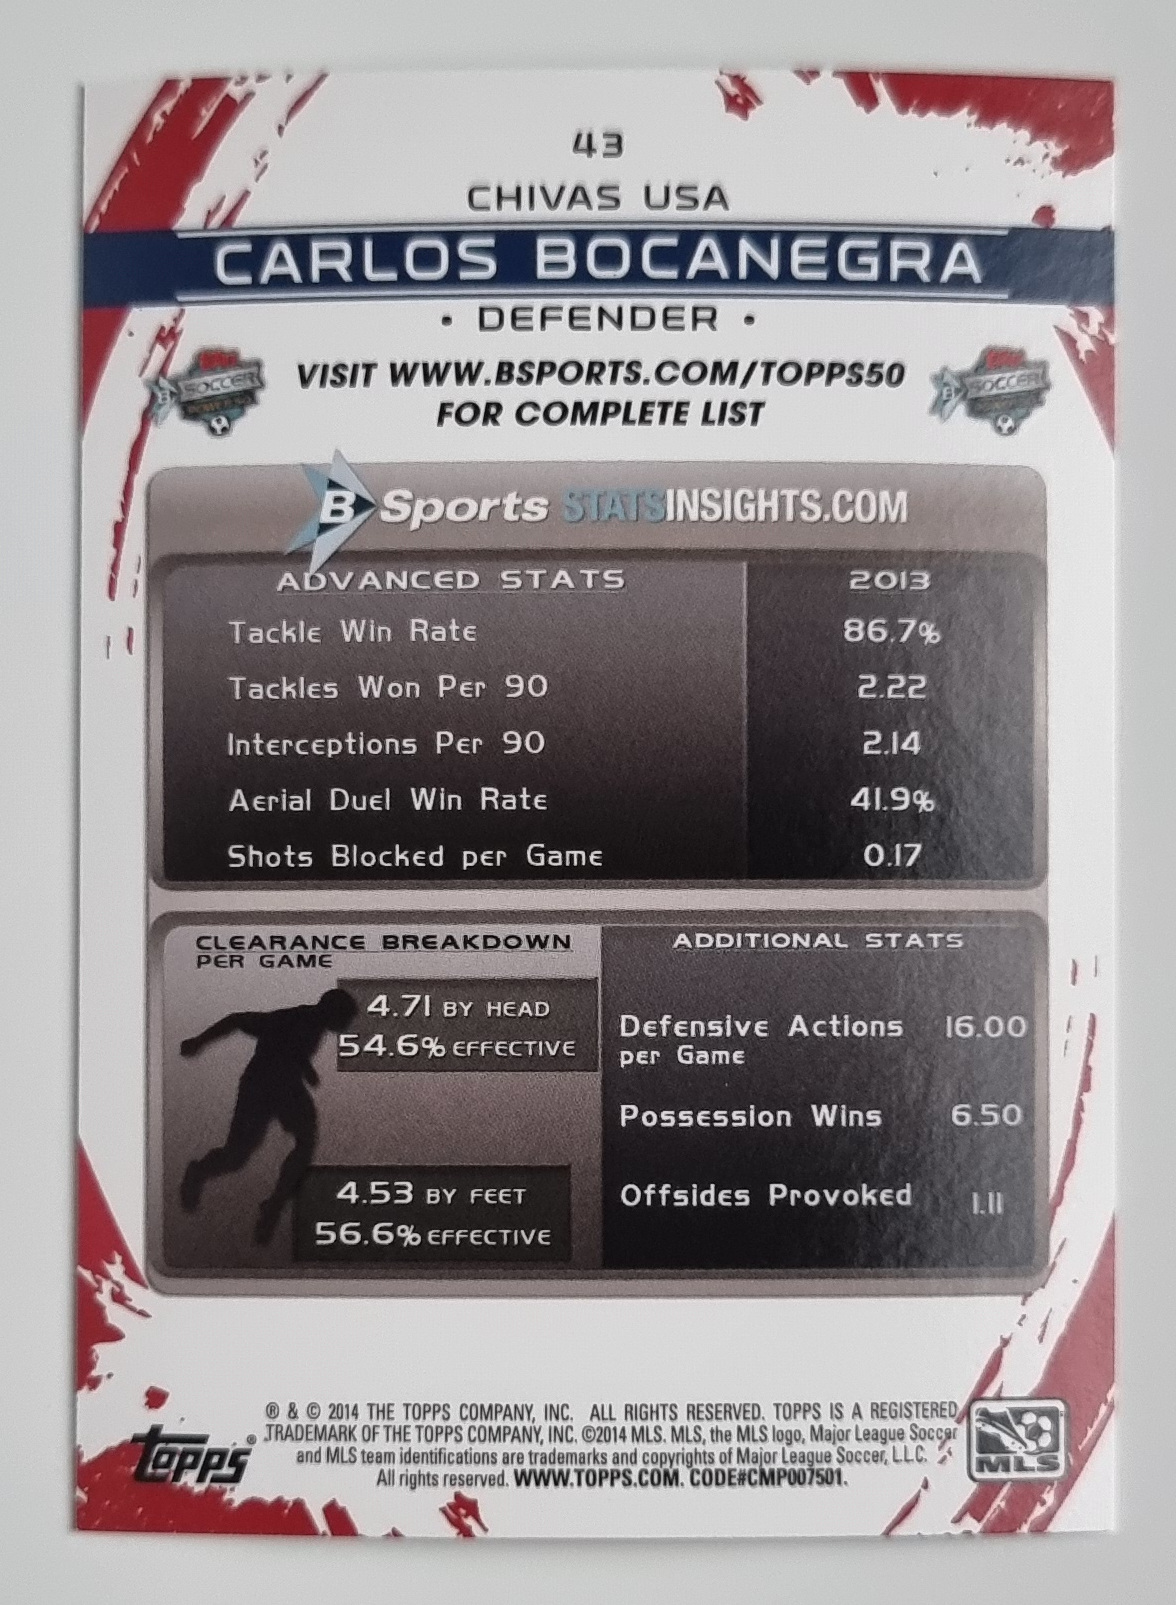 43
CHIVAS USA
CARLOS BOCANEGRA
• DEFENDER •
VISIT WWW.BSPORTS.COM/TOPPS50
FOR COMPLETE LIST
SOCCER
SOCCER
B Sports STATSINSIGHTS.COM
ADVANCED STATS 2013
Tackle Win Rate 86.7%
Tackles Won Per 90 2.22
Interceptions Per 90 2.14
Aerial Duel Win Rate 41.9%
Shots Blocked per Game 0.17
CLEARANCE BREAKDOWN
PER GAME
4.71 BY HEAD
54.6% EFFECTIVE
4.53 BY FEET
56.6% EFFECTIVE
ADDITIONAL STATS
Defensive Actions 16.00
per Game
Possession Wins 6.50
Offsides Provoked 1.11
® & © 2014 THE TOPPS COMPANY, INC. ALL RIGHTS RESERVED. TOPPS IS A REGISTERED
TRADEMARK OF THE TOPPS COMPANY, INC. ©2014 MLS. MLS, the MLS logo, Major League Soccer
and MLS team identifications are trademarks and copyrights of Major League Soccer, L.L.C.
All rights reserved. WWW.TOPPS.COM. CODE#CMP007501.
topps®
MLS